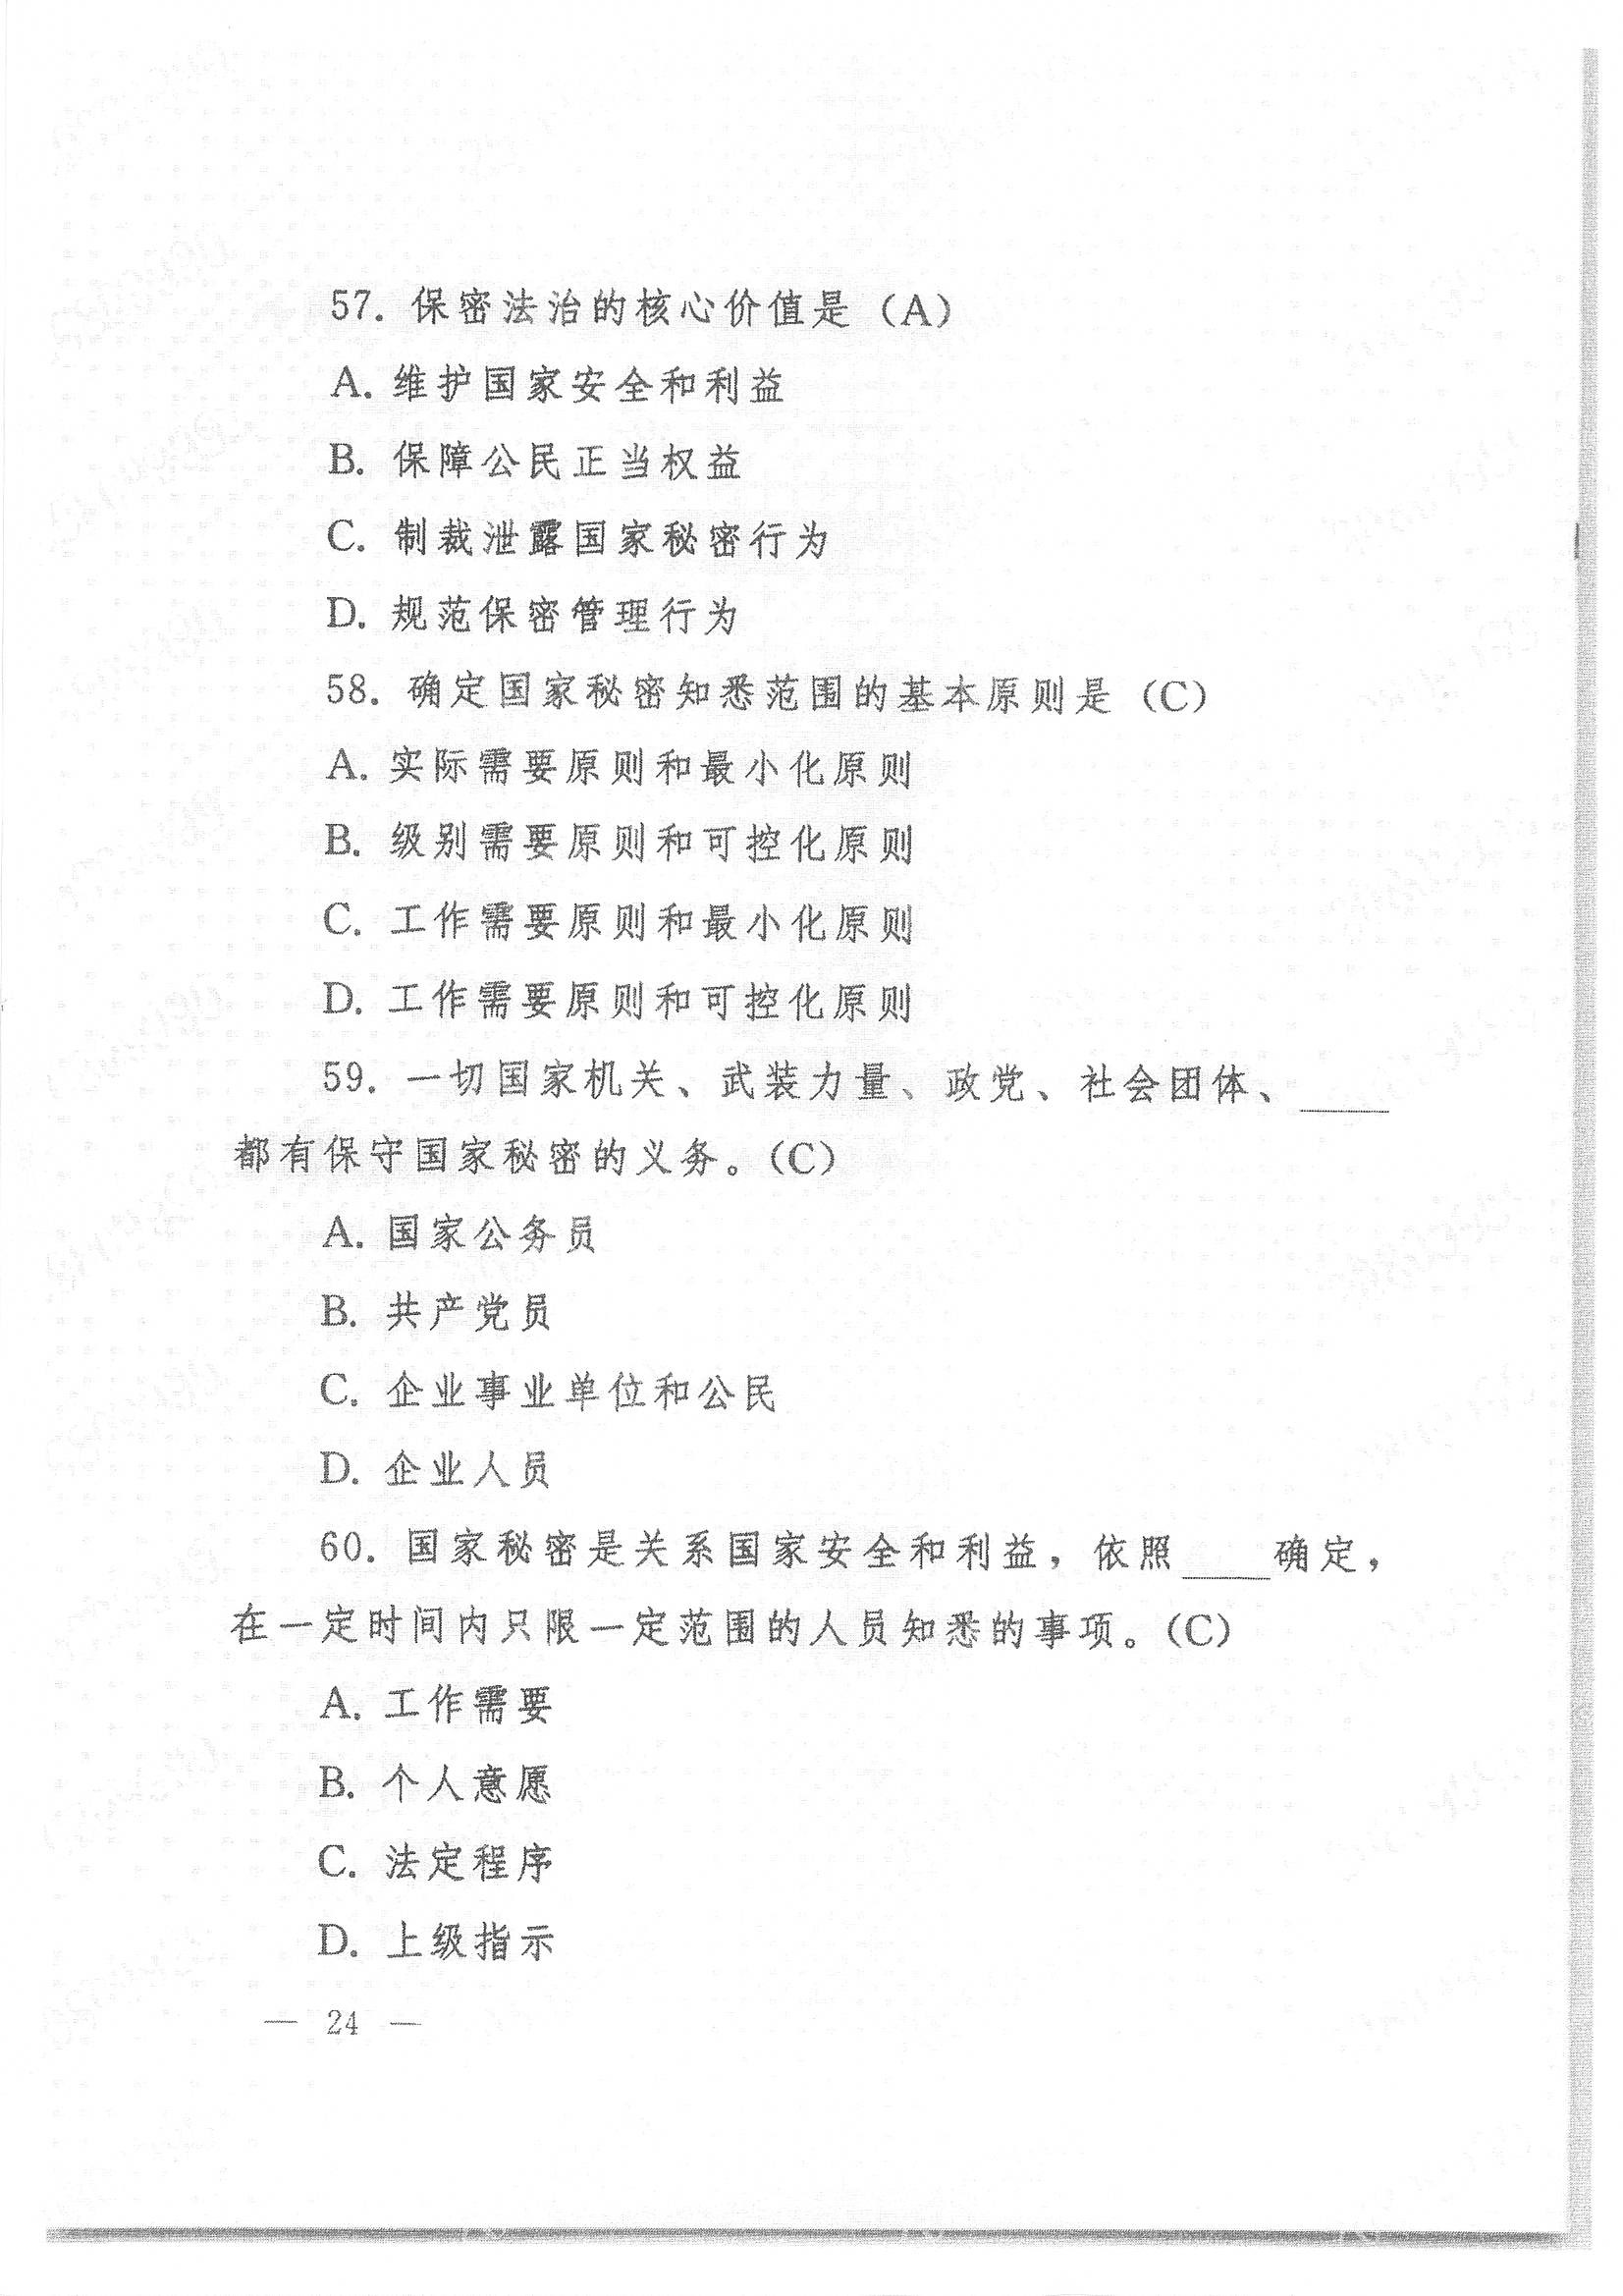 57. 保密法治的核心价值是（A）
A. 维护国家安全和利益
B. 保障公民正当权益
C. 制裁泄露国家秘密行为
D. 规范保密管理行为
58. 确定国家秘密知悉范围的基本原则是（C）
A. 实际需要原则和最小化原则
B. 级别需要原则和可控化原则
C. 工作需要原则和最小化原则
D. 工作需要原则和可控化原则
59. 一切国家机关、武装力量、政党、社会团体、____
都有保守国家秘密的义务。（C）
A. 国家公务员
B. 共产党员
C. 企业事业单位和公民
D. 企业人员
60. 国家秘密是关系国家安全和利益，依照____确定，
在一定时间内只限一定范围的人员知悉的事项。（C）
A. 工作需要
B. 个人意愿
C. 法定程序
D. 上级指示
— 24 —